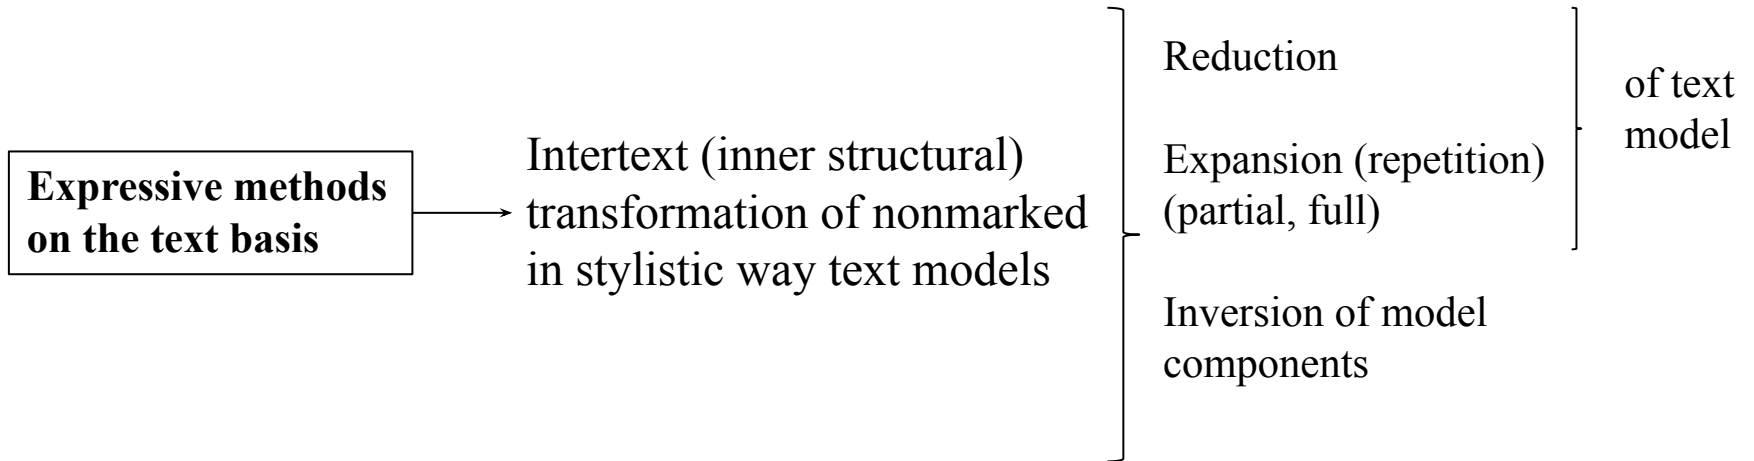 Expressive methods
on the text basis
Intertext (inner structural)
transformation of nonmarked
in stylistic way text models
Reduction
Expansion (repetition)
(partial, full)
Inversion of model
components
of text
model